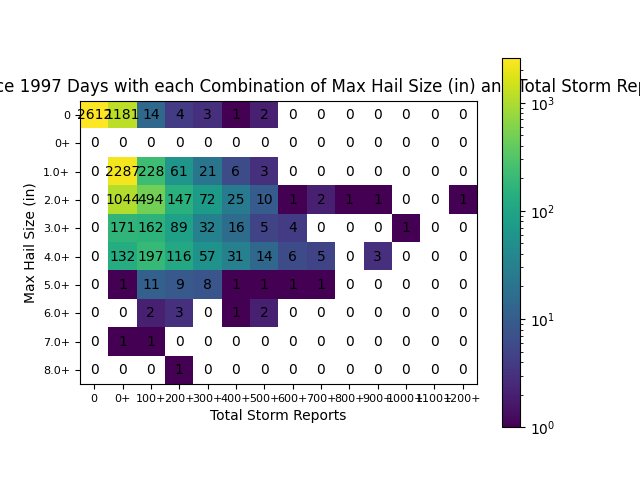 1997 Days with each Combination of Max Hail Size (in) and Total Storm
0 2612 1181 14 4 3 1 2 0 0 0 0 0 0 0
0+ 0 0 0 0 0 0 0 0 0 0 0 0 0 0
1.0+ 0 2287 228 61 21 6 3 0 0 0 0 0 0 0
2.0+ 0 1044 494 147 72 25 10 1 2 1 1 0 0 1
3.0+ 0 171 162 89 32 16 5 4 0 0 0 1 0 0
4.0+ 0 132 197 116 57 31 14 6 5 0 3 0 0 0
5.0+ 0 1 11 9 8 1 1 1 1 0 0 0 0 0
6.0+ 0 0 2 3 0 1 2 0 0 0 0 0 0 0
7.0+ 0 1 1 0 0 0 0 0 0 0 0 0 0 0
8.0+ 0 0 0 1 0 0 0 0 0 0 0 0 0 0
0 0+ 100+ 200+ 300+ 400+ 500+ 600+ 700+ 800+ 900+ 1000+ 1100+ 1200+
Total Storm Reports
Max Hail Size (in)
10³
10²
10¹
10⁰